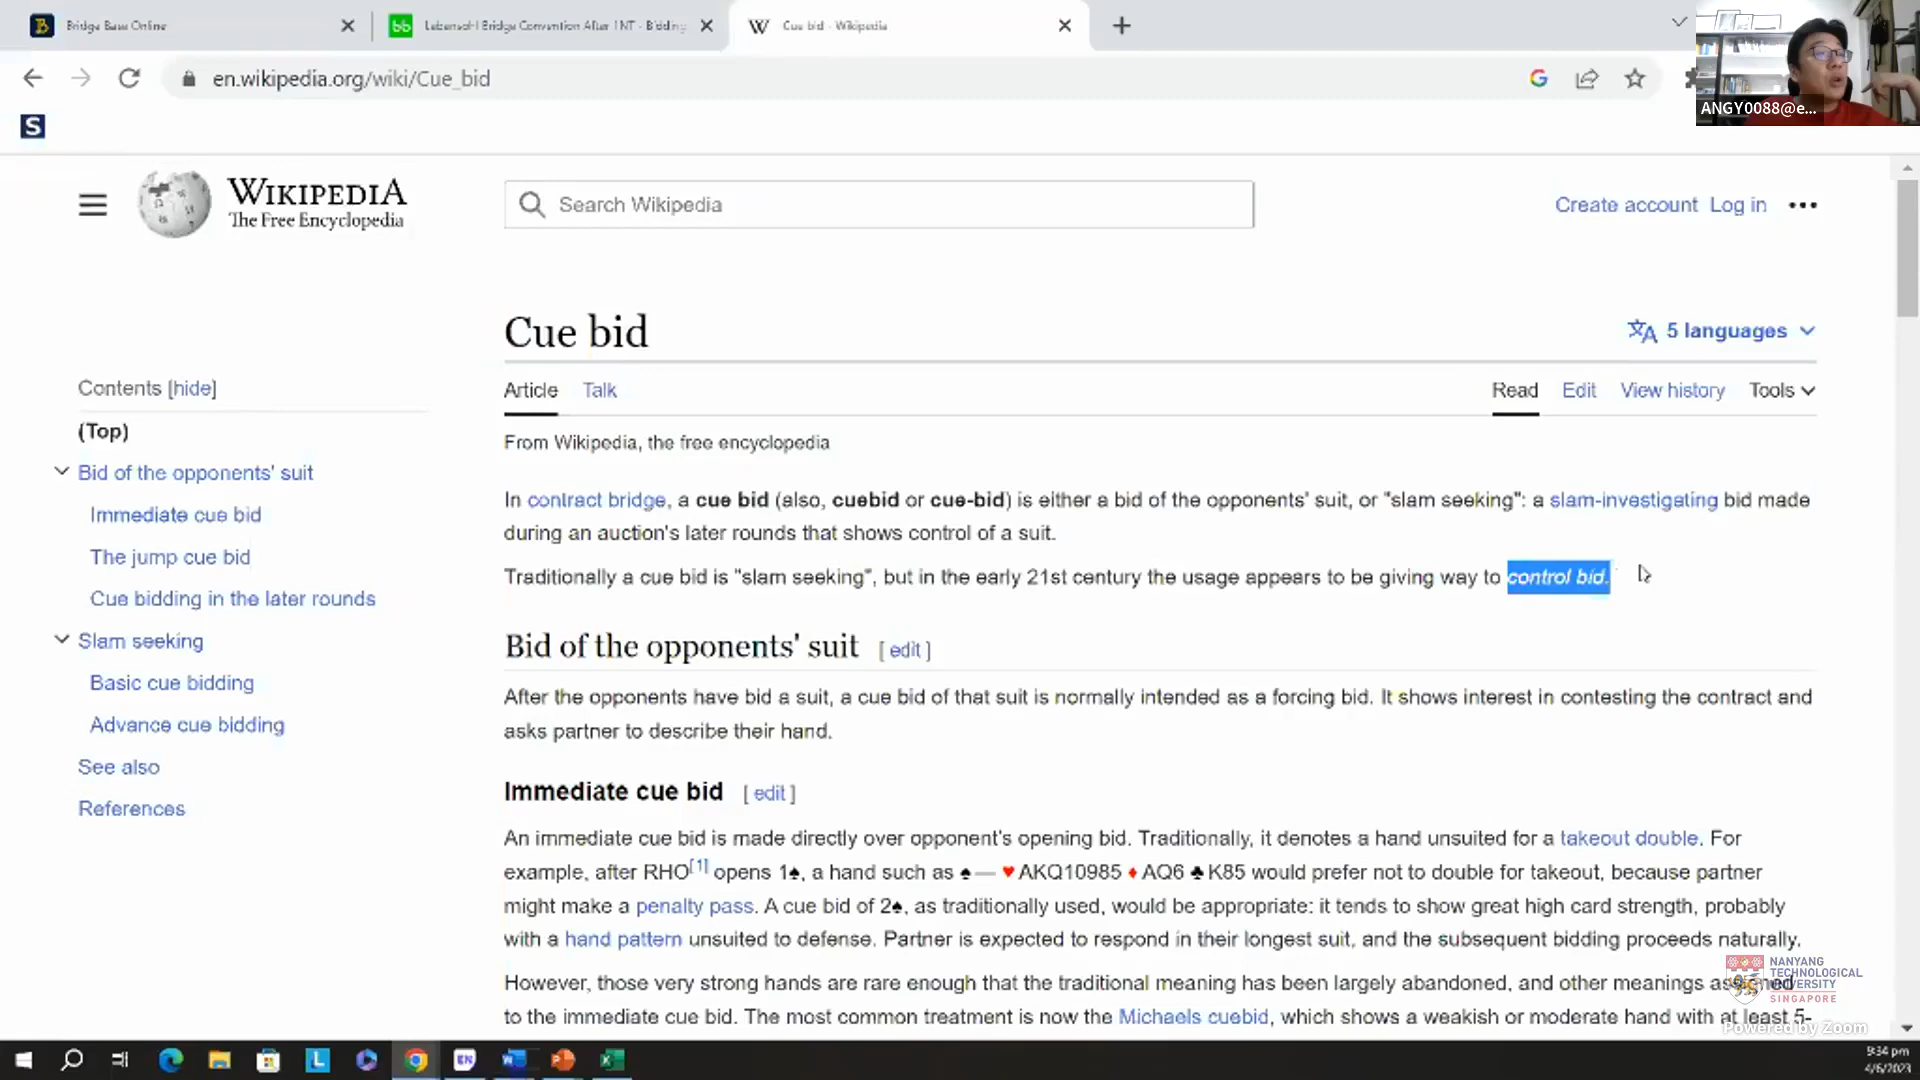 Bridge Base Online
Lebensohl Bridge Convention After 1NT - Bidding
Cue bid - Wikipedia
en.wikipedia.org/wiki/Cue_bid
ANGY0088@e...
S
WIKIPEDIA
The Free Encyclopedia
Search Wikipedia
Create account Log in
Cue bid
5 languages
Contents [hide]
Article Talk
Read Edit View history Tools
(Top)
From Wikipedia, the free encyclopedia
Bid of the opponents' suit
Immediate cue bid
The jump cue bid
Cue bidding in the later rounds
Slam seeking
Basic cue bidding
Advance cue bidding
See also
References
In contract bridge, a cue bid (also, cuebid or cue-bid) is either a bid of the opponents' suit, or "slam seeking": a slam-investigating bid made
during an auction's later rounds that shows control of a suit.
Traditionally a cue bid is "slam seeking", but in the early 21st century the usage appears to be giving way to control bid.
Bid of the opponents' suit [ edit ]
After the opponents have bid a suit, a cue bid of that suit is normally intended as a forcing bid. It shows interest in contesting the contract and
asks partner to describe their hand.
Immediate cue bid [ edit ]
An immediate cue bid is made directly over opponent's opening bid. Traditionally, it denotes a hand unsuited for a takeout double. For
example, after RHO[1] opens 1♠, a hand such as ♠ — ♥ AKQ10985 ♦ AQ6 ♣ K85 would prefer not to double for takeout, because partner
might make a penalty pass. A cue bid of 2♠, as traditionally used, would be appropriate: it tends to show great high card strength, probably
with a hand pattern unsuited to defense. Partner is expected to respond in their longest suit, and the subsequent bidding proceeds naturally.
However, those very strong hands are rare enough that the traditional meaning has been largely abandoned, and other meanings assigned
to the immediate cue bid. The most common treatment is now the Michaels cuebid, which shows a weakish or moderate hand with at least 5-
NANYANG
TECHNOLOGICAL
UNIVERSITY
SINGAPORE
Powered by Zoom
EN
9:34 pm
4/6/2023